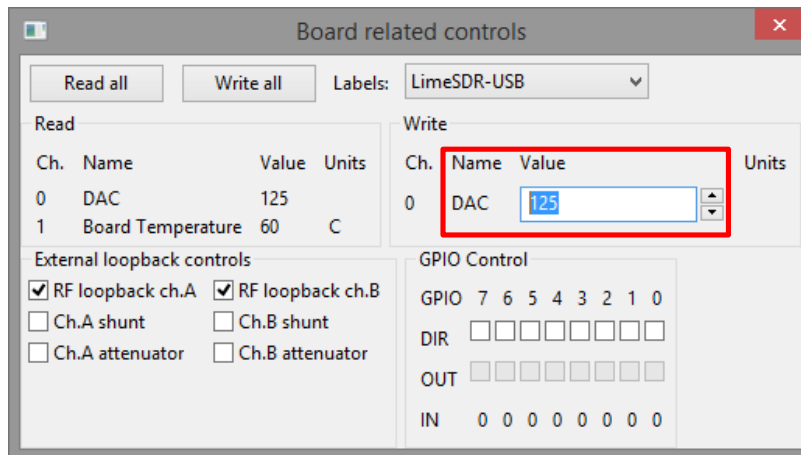 Board related controls
Read all Write all Labels: LimeSDR-USB
Read
Ch. Name Value Units
0 DAC 125
1 Board Temperature 60 C
Write
Ch. Name Value Units
0 DAC 125
External loopback controls
RF loopback ch.A RF loopback ch.B
Ch.A shunt Ch.B shunt
Ch.A attenuator Ch.B attenuator
GPIO Control
GPIO 7 6 5 4 3 2 1 0
DIR
OUT
IN 0 0 0 0 0 0 0 0